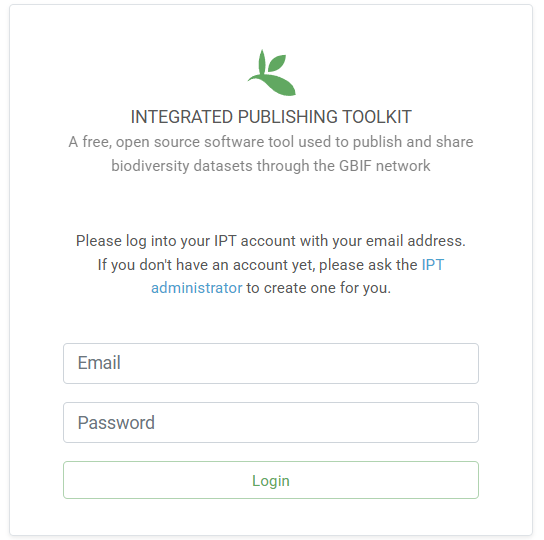 INTEGRATED PUBLISHING TOOLKIT
A free, open source software tool used to publish and share
biodiversity datasets through the GBIF network
Please log into your IPT account with your email address.
If you don't have an account yet, please ask the IPT
administrator to create one for you.
Email
Password
Login